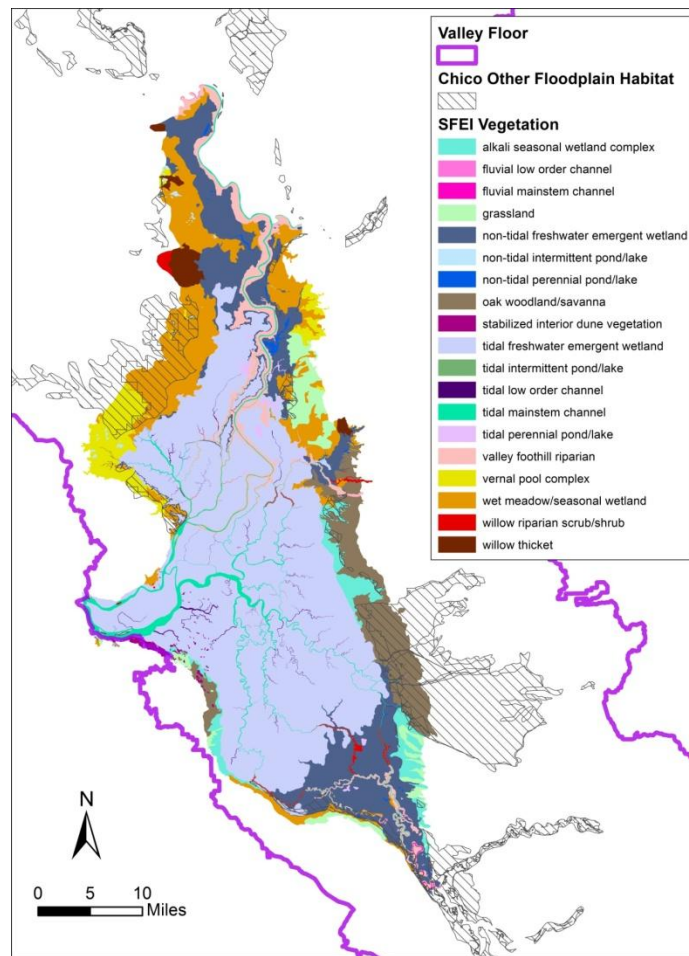 Valley Floor
Chico Other Floodplain Habitat
SFEI Vegetation
alkali seasonal wetland complex
fluvial low order channel
fluvial mainstem channel
grassland
non-tidal freshwater emergent wetland
non-tidal intermittent pond/lake
non-tidal perennial pond/lake
oak woodland/savanna
stabilized interior dune vegetation
tidal freshwater emergent wetland
tidal intermittent pond/lake
tidal low order channel
tidal mainstem channel
tidal perennial pond/lake
valley foothill riparian
vernal pool complex
wet meadow/seasonal wetland
willow riparian scrub/shrub
willow thicket
N
0 5 10
Miles